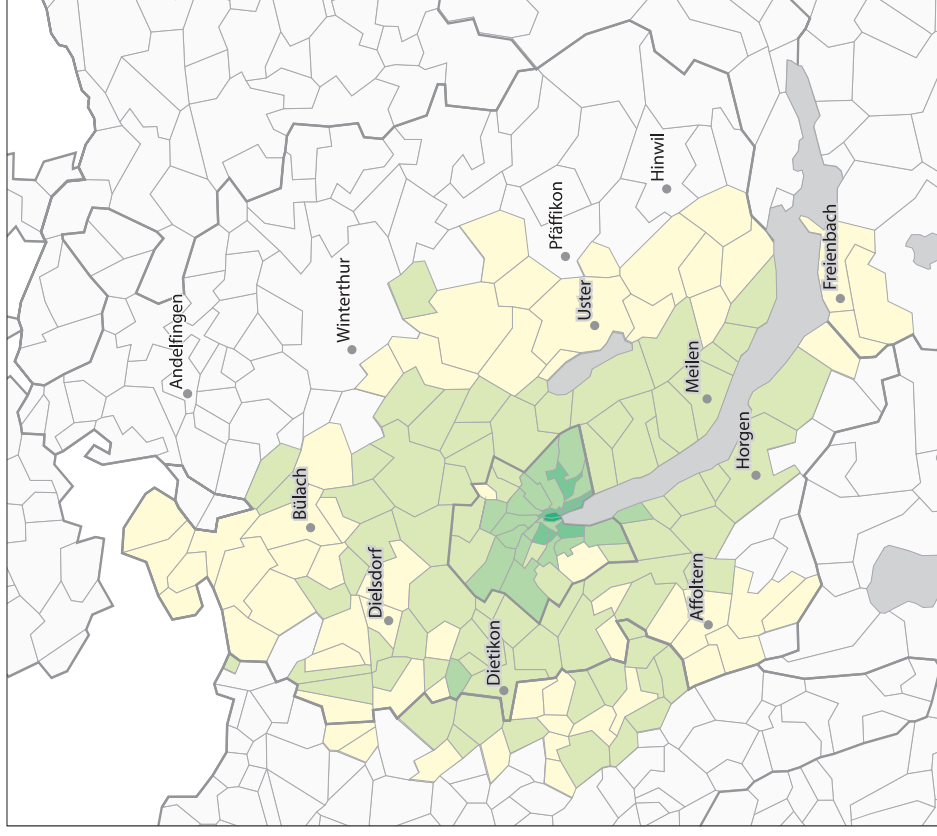 Andelfingen
Winterthur
Bülach
Dielsdorf
Dietikon
Pfäffikon
Uster
Hinwil
Meilen
Horgen
Affoltern
Freienbach